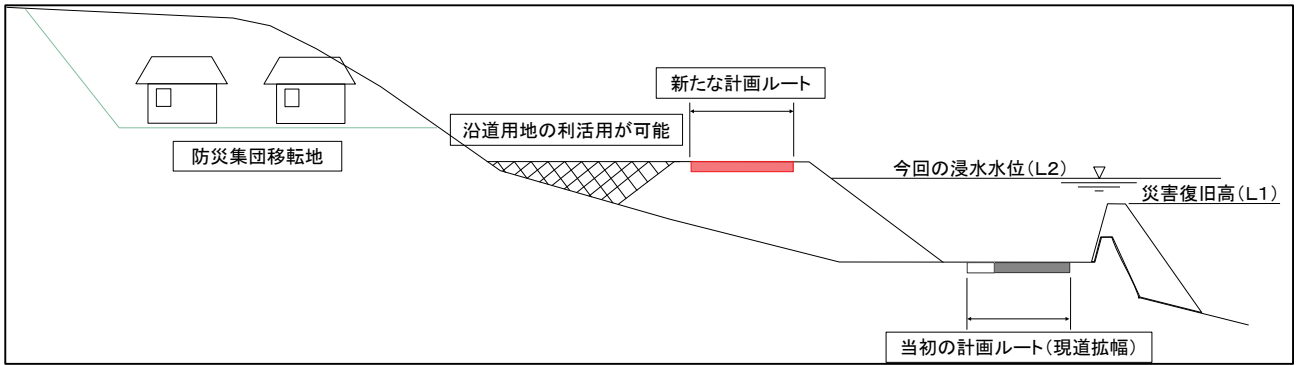 新たな計画ルート
沿道用地の利活用が可能
防災集団移転地
今回の浸水水位(L2)
災害復旧高(L1)
当初の計画ルート(現道拡幅)